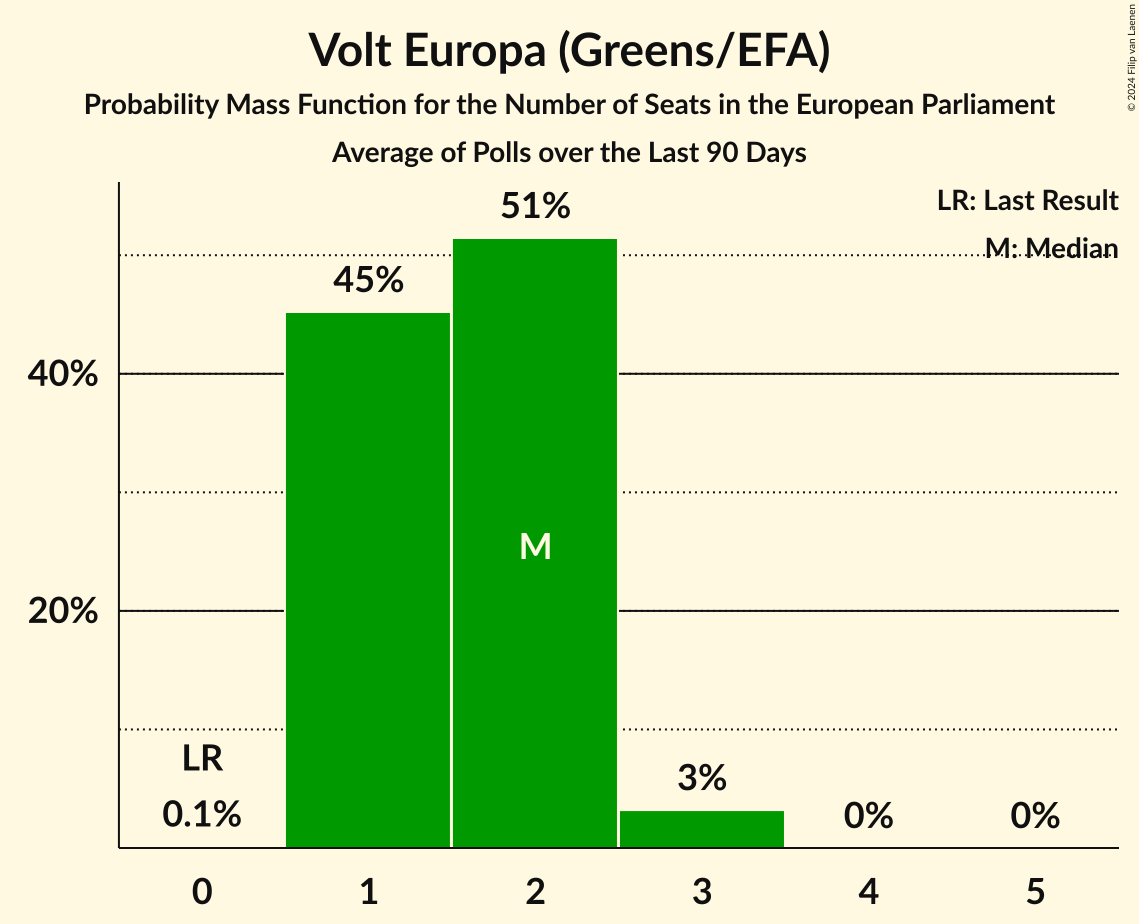 Volt Europa (Greens/EFA)
Probability Mass Function for the Number of Seats in the European Parliament
Average of Polls over the Last 90 Days
© 2024 Filip van Laenen
LR: Last Result
M: Median
51%
45%
40%
M
20%
LR
3%
0.1%
0%
0%
0 1 2 3 4 5